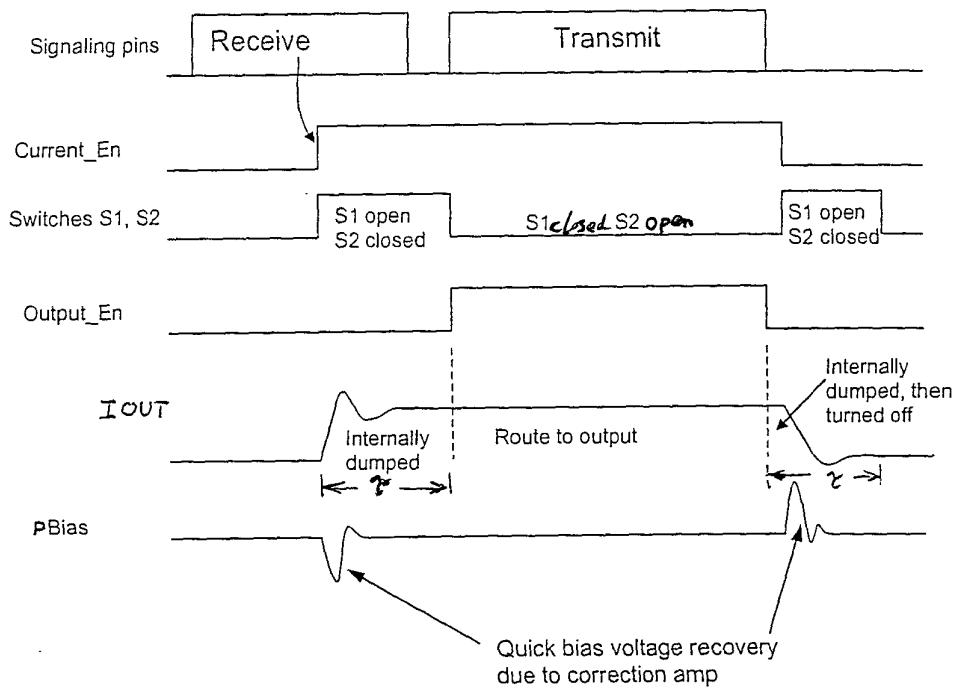 Signaling pins
Receive
Transmit
Current_En
Switches S1, S2
S1 open
S2 closed
S1 closed S2 open
S1 open
S2 closed
Output_En
Internally
dumped, then
turned off
IOUT
Internally
dumped
Route to output
τ
τ
PBias
Quick bias voltage recovery
due to correction amp